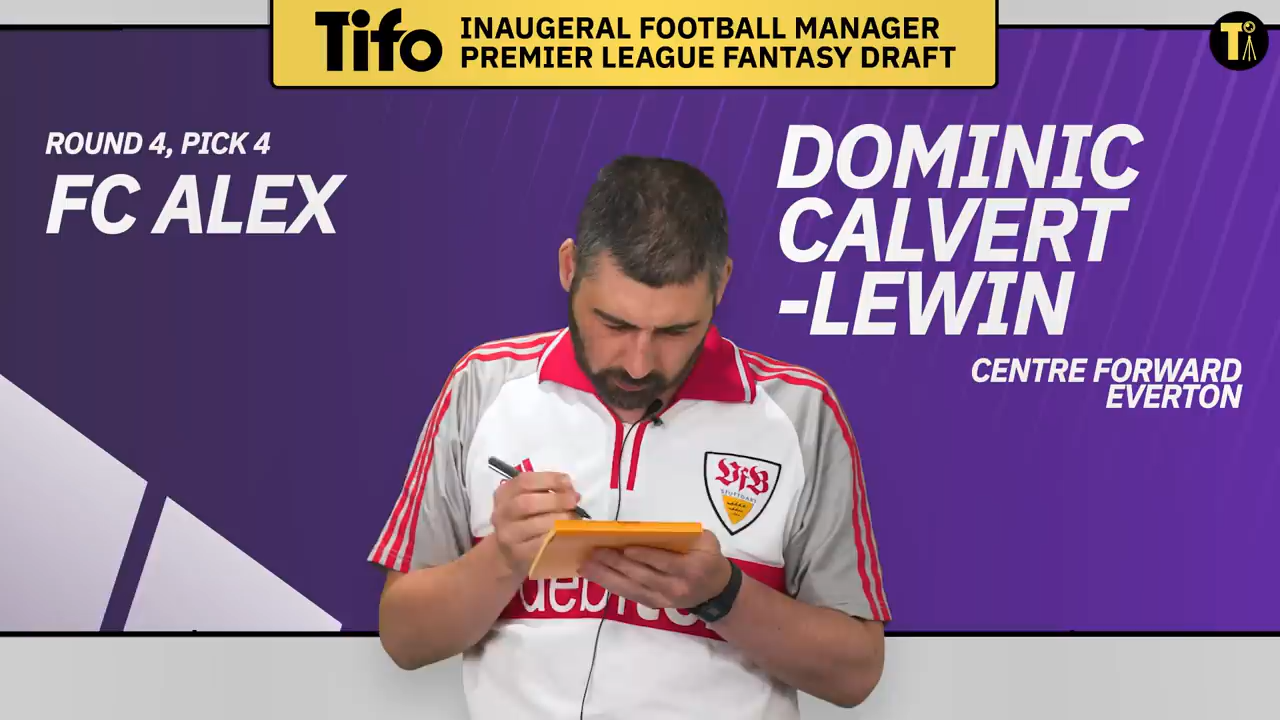 Tifo
INAUGERAL FOOTBALL MANAGER
PREMIER LEAGUE FANTASY DRAFT
T
ROUND 4, PICK 4
FC ALEX
DOMINIC
CALVERT
-LEWIN
CENTRE FORWARD
EVERTON
VfB
STUTTGART